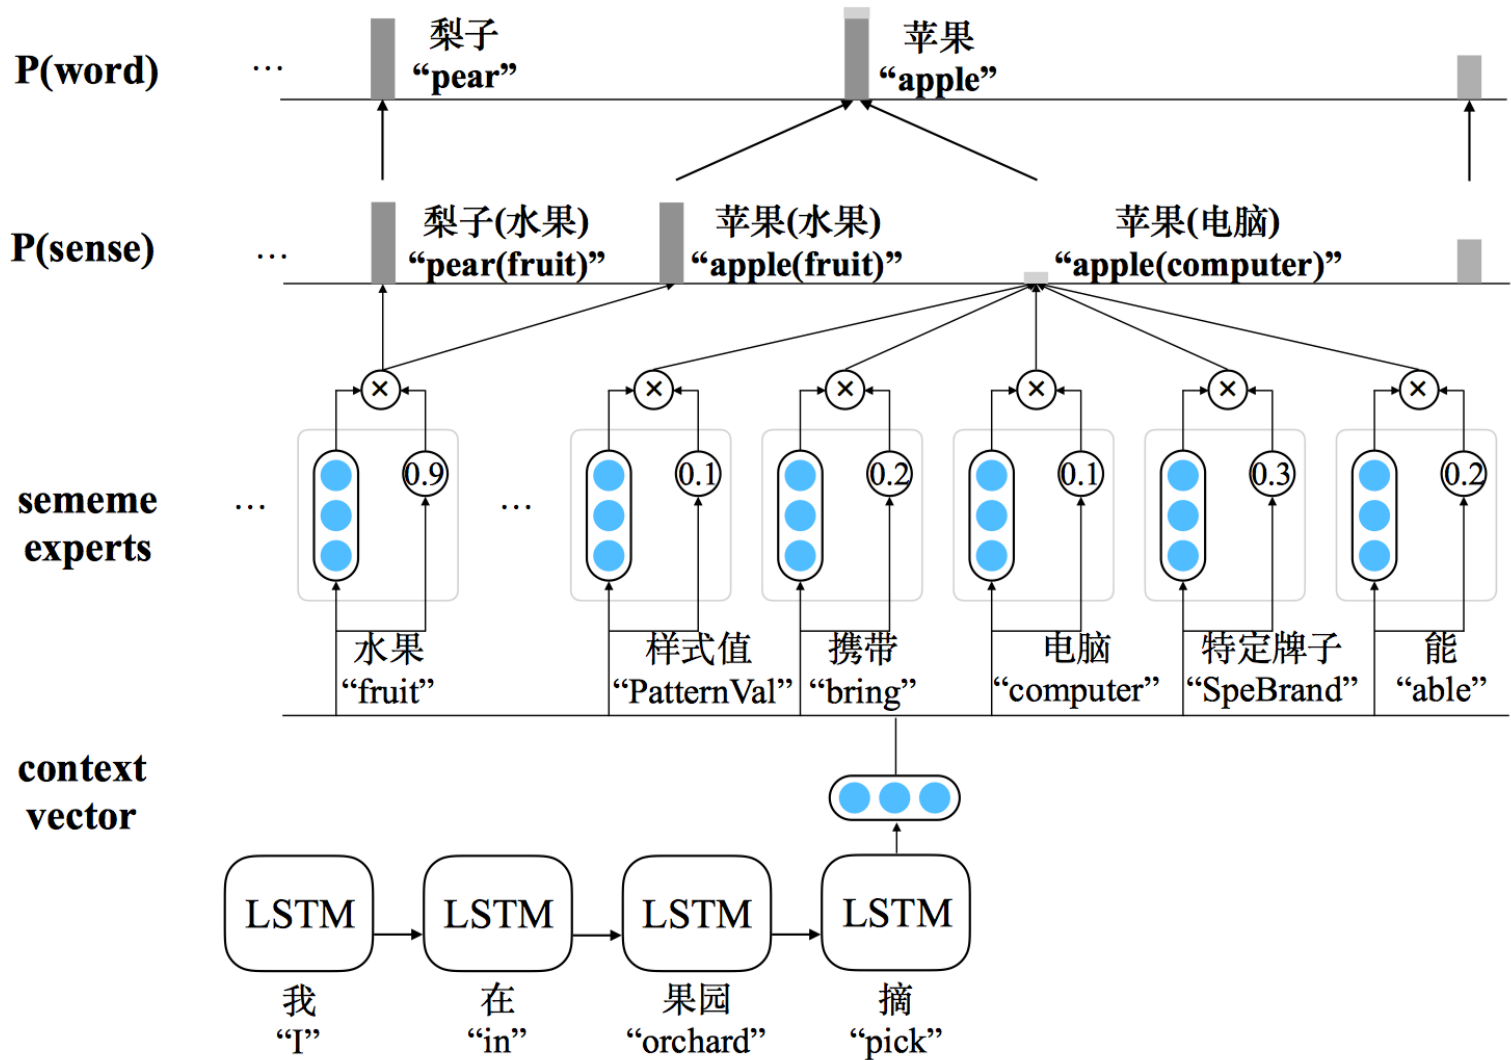 P(word)
…
梨子
“pear”
苹果
“apple”
P(sense)
…
梨子(水果)
“pear(fruit)”
苹果(水果)
“apple(fruit)”
苹果(电脑)
“apple(computer)”
×
×
×
×
×
×
sememe
experts
…
0.9
…
0.1
0.2
0.1
0.3
0.2
水果
“fruit”
样式值
“PatternVal”
携带
“bring”
电脑
“computer”
特定牌子
“SpeBrand”
能
“able”
context
vector
LSTM
LSTM
LSTM
LSTM
我
“I”
在
“in”
果园
“orchard”
摘
“pick”